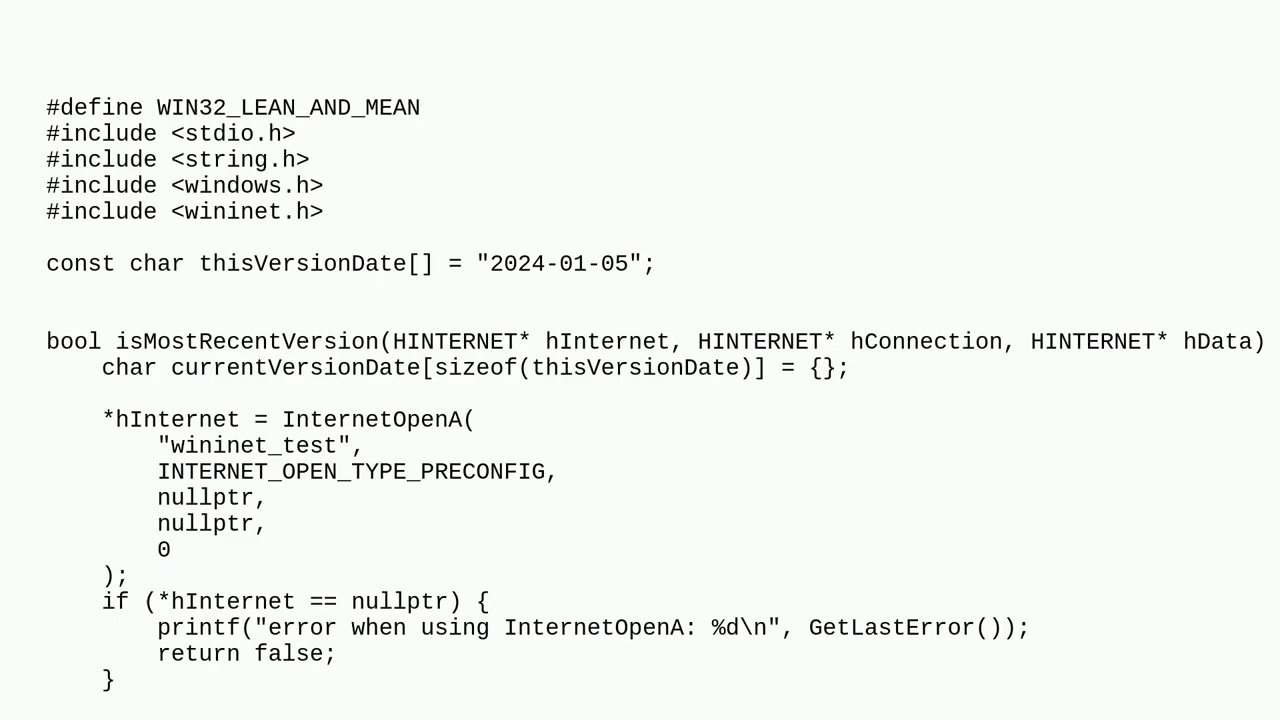 #define WIN32_LEAN_AND_MEAN
#include <stdio.h>
#include <string.h>
#include <windows.h>
#include <wininet.h>

const char thisVersionDate[] = "2024-01-05";


bool isMostRecentVersion(HINTERNET* hInternet, HINTERNET* hConnection, HINTERNET* hData)
    char currentVersionDate[sizeof(thisVersionDate)] = {};

    *hInternet = InternetOpenA(
        "wininet_test",
        INTERNET_OPEN_TYPE_PRECONFIG,
        nullptr,
        nullptr,
        0
    );
    if (*hInternet == nullptr) {
        printf("error when using InternetOpenA: %d\n", GetLastError());
        return false;
    }